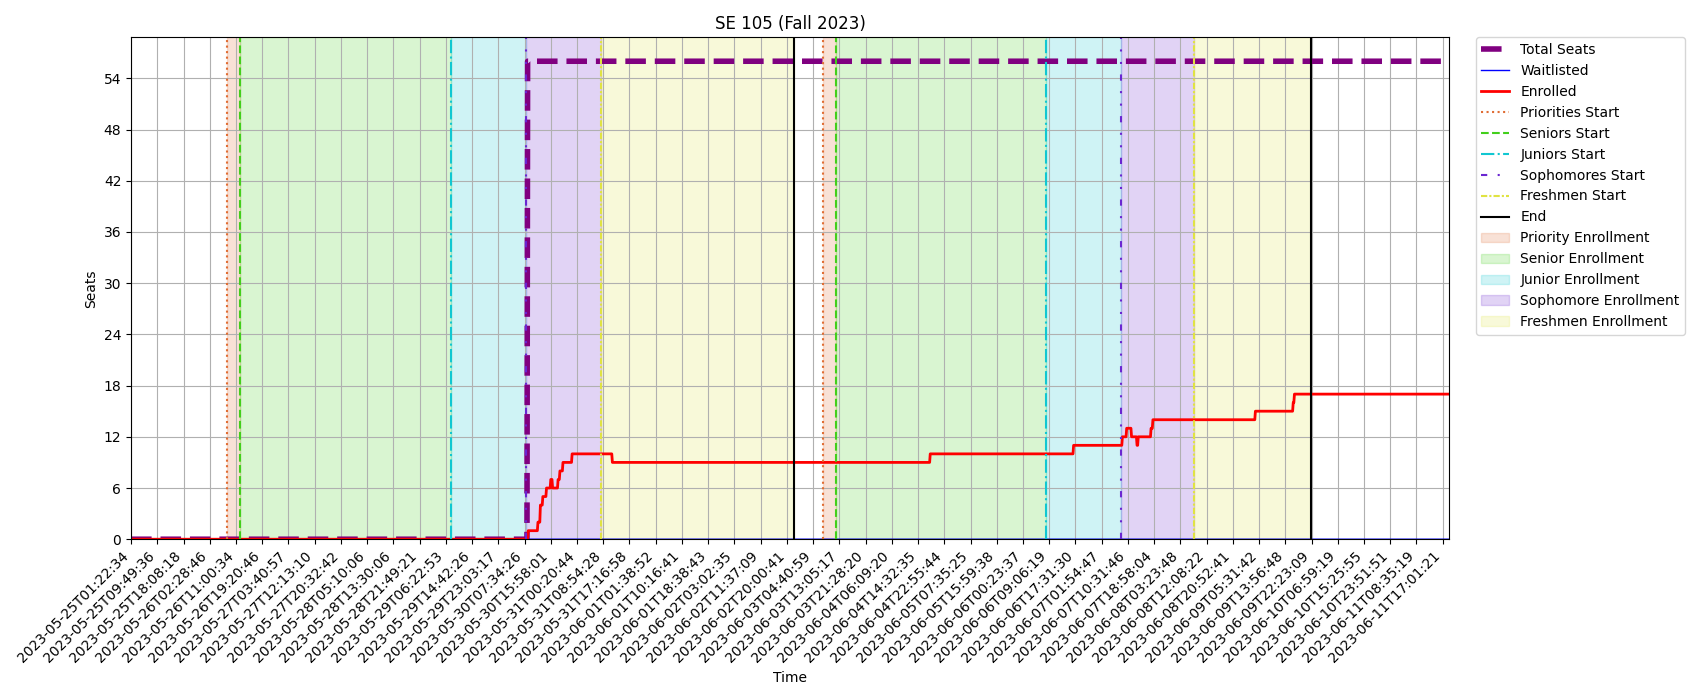 SE 105 (Fall 2023)
Seats
54
48
42
36
30
24
18
12
6
0
2023-05-25T01:22:34
2023-05-25T09:49:36
2023-05-25T18:08:18
2023-05-26T02:28:46
2023-05-26T11:00:34
2023-05-26T19:20:46
2023-05-27T03:40:57
2023-05-27T12:13:10
2023-05-27T20:32:42
2023-05-28T05:10:06
2023-05-28T13:30:06
2023-05-28T21:49:21
2023-05-29T06:22:53
2023-05-29T14:42:26
2023-05-29T23:03:17
2023-05-30T07:34:26
2023-05-30T15:58:01
2023-05-31T00:20:44
2023-05-31T08:54:28
2023-05-31T17:16:58
2023-06-01T01:38:52
2023-06-01T10:16:41
2023-06-01T18:38:43
2023-06-02T03:02:35
2023-06-02T11:37:09
2023-06-02T20:00:41
2023-06-03T04:40:59
2023-06-03T13:05:17
2023-06-03T21:28:20
2023-06-04T06:09:20
2023-06-04T14:32:35
2023-06-04T22:55:44
2023-06-05T07:35:25
2023-06-05T15:59:38
2023-06-06T00:23:37
2023-06-06T09:06:19
2023-06-06T17:31:30
2023-06-07T01:54:47
2023-06-07T10:31:46
2023-06-07T18:58:04
2023-06-08T03:23:48
2023-06-08T12:08:22
2023-06-08T20:52:41
2023-06-09T05:31:42
2023-06-09T13:56:48
2023-06-09T22:23:09
2023-06-10T06:59:19
2023-06-10T15:25:55
2023-06-10T23:51:51
2023-06-11T08:35:19
2023-06-11T17:01:21
Time
Total Seats
Waitlisted
Enrolled
Priorities Start
Seniors Start
Juniors Start
Sophomores Start
Freshmen Start
End
Priority Enrollment
Senior Enrollment
Junior Enrollment
Sophomore Enrollment
Freshmen Enrollment